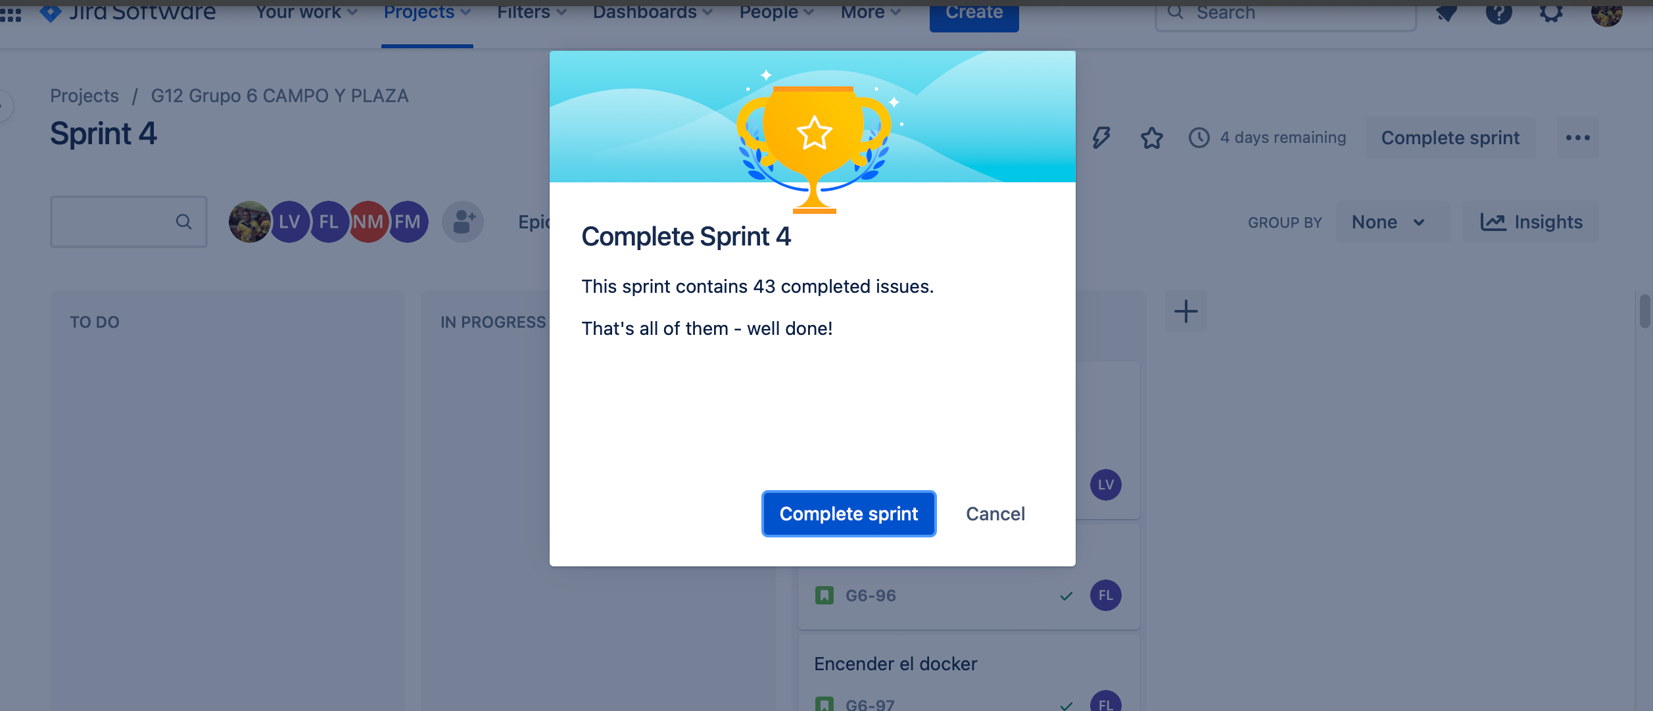 Jira Software Your work Projects Filters Dashboards People More Create Search
Projects / G12 Grupo 6 CAMPO Y PLAZA
Sprint 4
4 days remaining Complete sprint
LV FL NM FM
GROUP BY None Insights
TO DO
IN PROGRESS
Complete Sprint 4
This sprint contains 43 completed issues.
That's all of them - well done!
Complete sprint Cancel
LV
G6-96 FL
Encender el docker
G6-97 FL